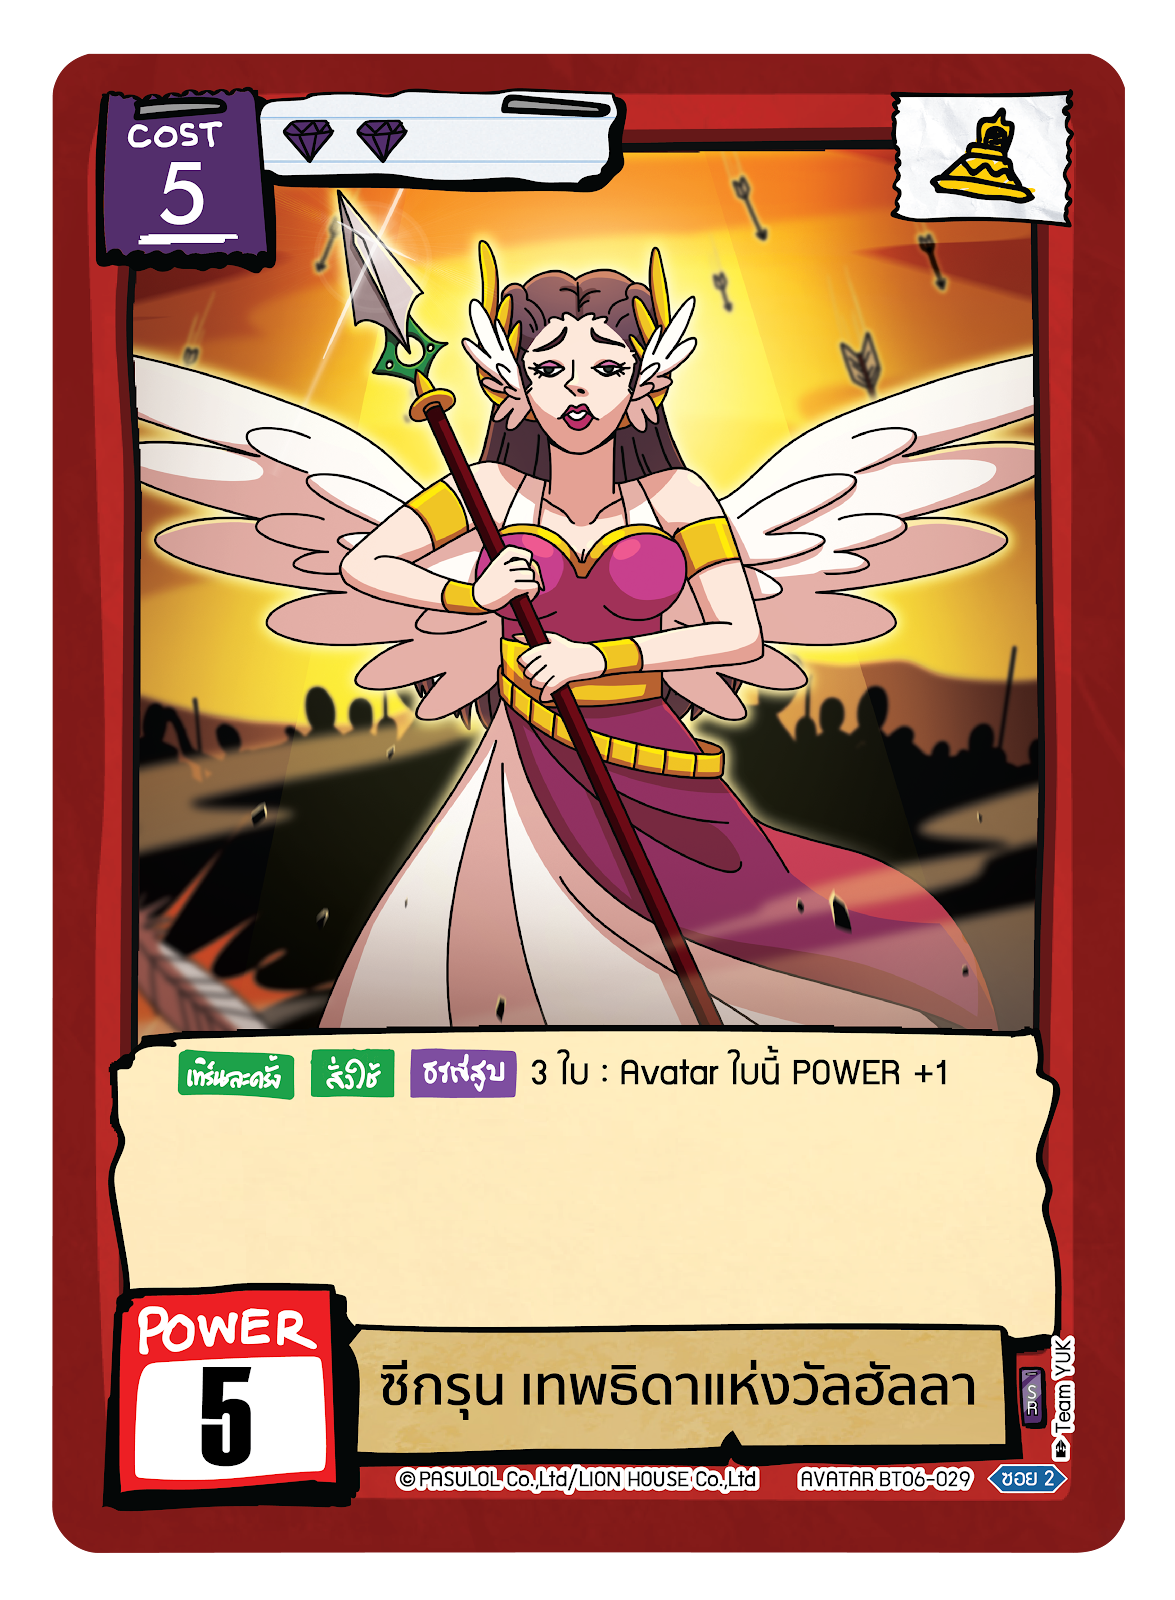 COST
5
เทิร์นละครั้ง สั่งใช้ ธรณีสูบ 3 ใบ : Avatar ใบนี้ POWER +1
POWER
5
ซีกรุน เทพธิดาแห่งวัลฮัลลา
SR
Team YUK
© PASULOL Co.,Ltd/LION HOUSE Co.,Ltd
AVATAR BT06-029
ซอย 2